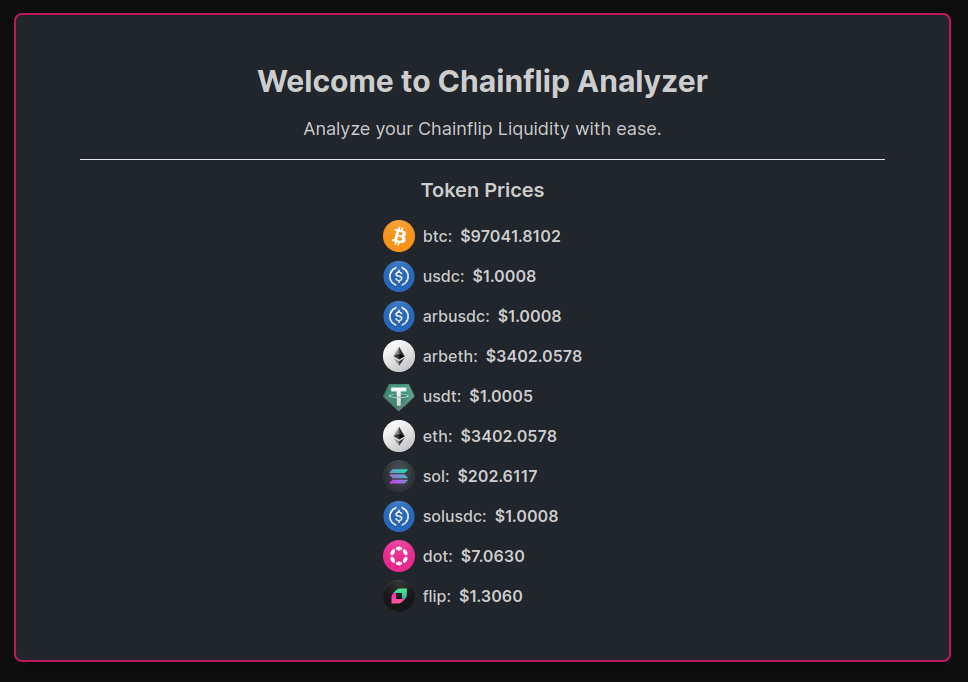 Welcome to Chainflip Analyzer
Analyze your Chainflip Liquidity with ease.
Token Prices
btc: $97041.8102
usdc: $1.0008
arbusdc: $1.0008
arbeth: $3402.0578
usdt: $1.0005
eth: $3402.0578
sol: $202.6117
solusdc: $1.0008
dot: $7.0630
flip: $1.3060